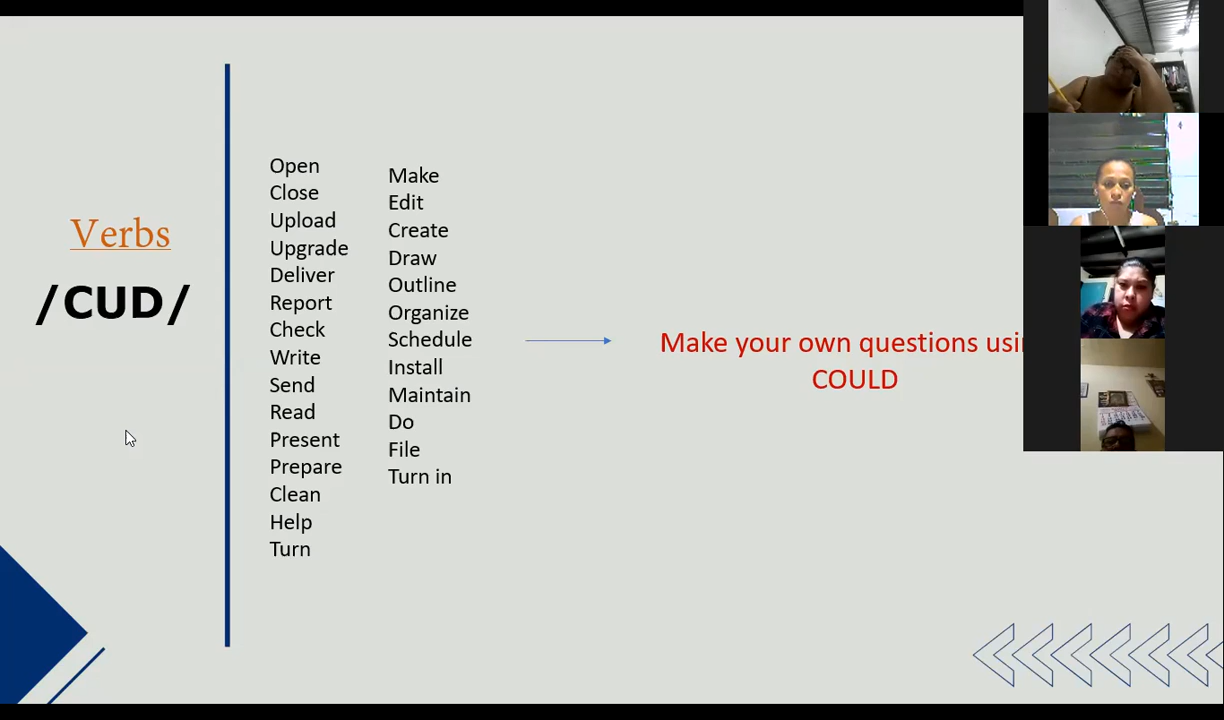 Verbs
/CUD/
Open
Close
Upload
Upgrade
Deliver
Report
Check
Write
Send
Read
Present
Prepare
Clean
Help
Turn
Make
Edit
Create
Draw
Outline
Organize
Schedule
Install
Maintain
Do
File
Turn in
Make your own questions usin
COULD